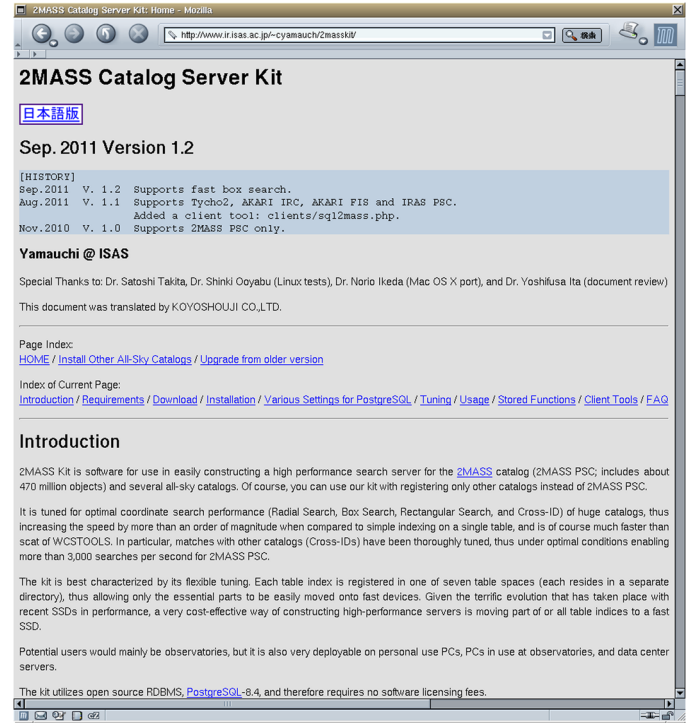 2MASS Catalog Server Kit: Home - Mozilla
http://www.ir.isas.ac.jp/~cyamauch/2masskit/
検索
2MASS Catalog Server Kit
日本語版
Sep. 2011 Version 1.2
[HISTORY]
Sep.2011 V. 1.2 Supports fast box search.
Aug.2011 V. 1.1 Supports Tycho2, AKARI IRC, AKARI FIS and IRAS PSC.
Added a client tool: clients/sql2mass.php.
Nov.2010 V. 1.0 Supports 2MASS PSC only.
Yamauchi @ ISAS
Special Thanks to: Dr. Satoshi Takita, Dr. Shinki Ooyabu (Linux tests), Dr. Norio Ikeda (Mac OS X port), and Dr. Yoshifusa Ita (document review)
This document was translated by KOYOSHOUJI CO.,LTD.
Page Index:
HOME / Install Other All-Sky Catalogs / Upgrade from older version
Index of Current Page:
Introduction / Requirements / Download / Installation / Various Settings for PostgreSQL / Tuning / Usage / Stored Functions / Client Tools / FAQ
Introduction
2MASS Kit is software for use in easily constructing a high performance search server for the 2MASS catalog (2MASS PSC; includes about
470 million objects) and several all-sky catalogs. Of course, you can use our kit with registering only other catalogs instead of 2MASS PSC.
It is tuned for optimal coordinate search performance (Radial Search, Box Search, Rectangular Search, and Cross-ID) of huge catalogs, thus
increasing the speed by more than an order of magnitude when compared to simple indexing on a single table, and is of course much faster than
scat of WCSTOOLS. In particular, matches with other catalogs (Cross-IDs) have been thoroughly tuned, thus under optimal conditions enabling
more than 3,000 searches per second for 2MASS PSC.
The kit is best characterized by its flexible tuning. Each table index is registered in one of seven table spaces (each resides in a separate
directory), thus allowing only the essential parts to be easily moved onto fast devices. Given the terrific evolution that has taken place with
recent SSDs in performance, a very cost-effective way of constructing high-performance servers is moving part of or all table indices to a fast
SSD.
Potential users would mainly be observatories, but it is also very deployable on personal use PCs, PCs in use at observatories, and data center
servers.
The kit utilizes open source RDBMS, PostgreSQL-8.4, and therefore requires no software licensing fees.